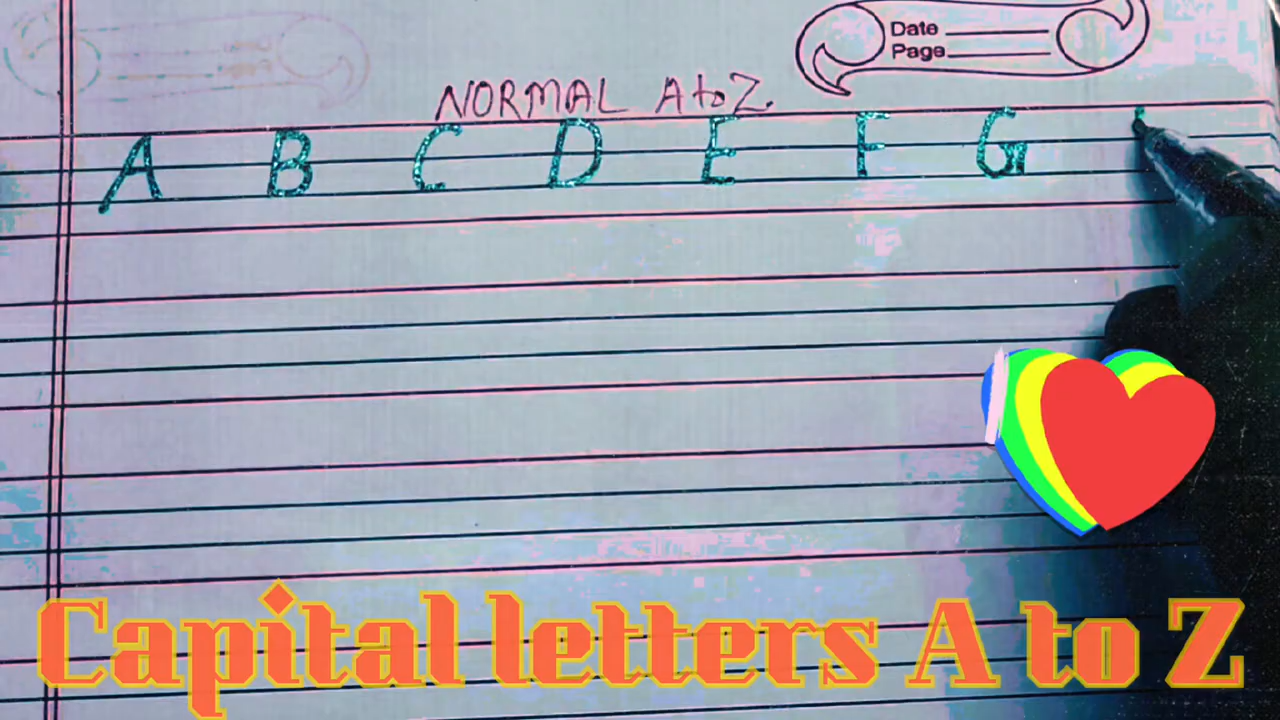 Date
Page
NORMAL A to Z.
A B C D E F G
Capital letters A to Z